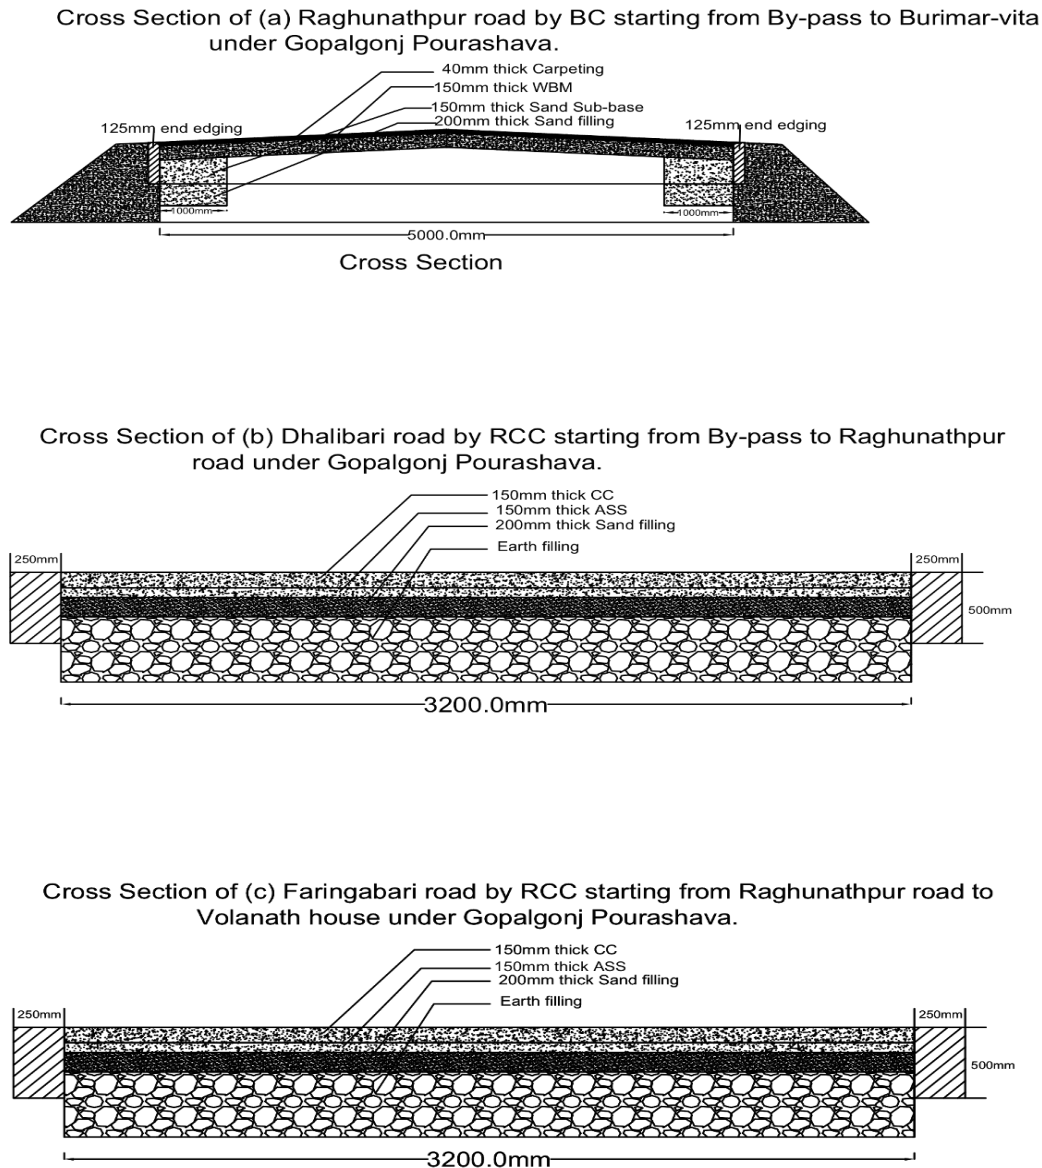 Cross Section of (a) Raghunathpur road by BC starting from By-pass to Burimar-vita
under Gopalgonj Pourashava.
40mm thick Carpeting
150mm thick WBM
150mm thick Sand Sub-base
200mm thick Sand filling
125mm end edging
125mm end edging
1000mm
1000mm
5000.0mm
Cross Section
Cross Section of (b) Dhalibari road by RCC starting from By-pass to Raghunathpur
road under Gopalgonj Pourashava.
150mm thick CC
150mm thick ASS
200mm thick Sand filling
Earth filling
250mm
250mm
500mm
3200.0mm
Cross Section of (c) Faringabari road by RCC starting from Raghunathpur road to
Volanath house under Gopalgonj Pourashava.
150mm thick CC
150mm thick ASS
200mm thick Sand filling
Earth filling
250mm
250mm
500mm
3200.0mm